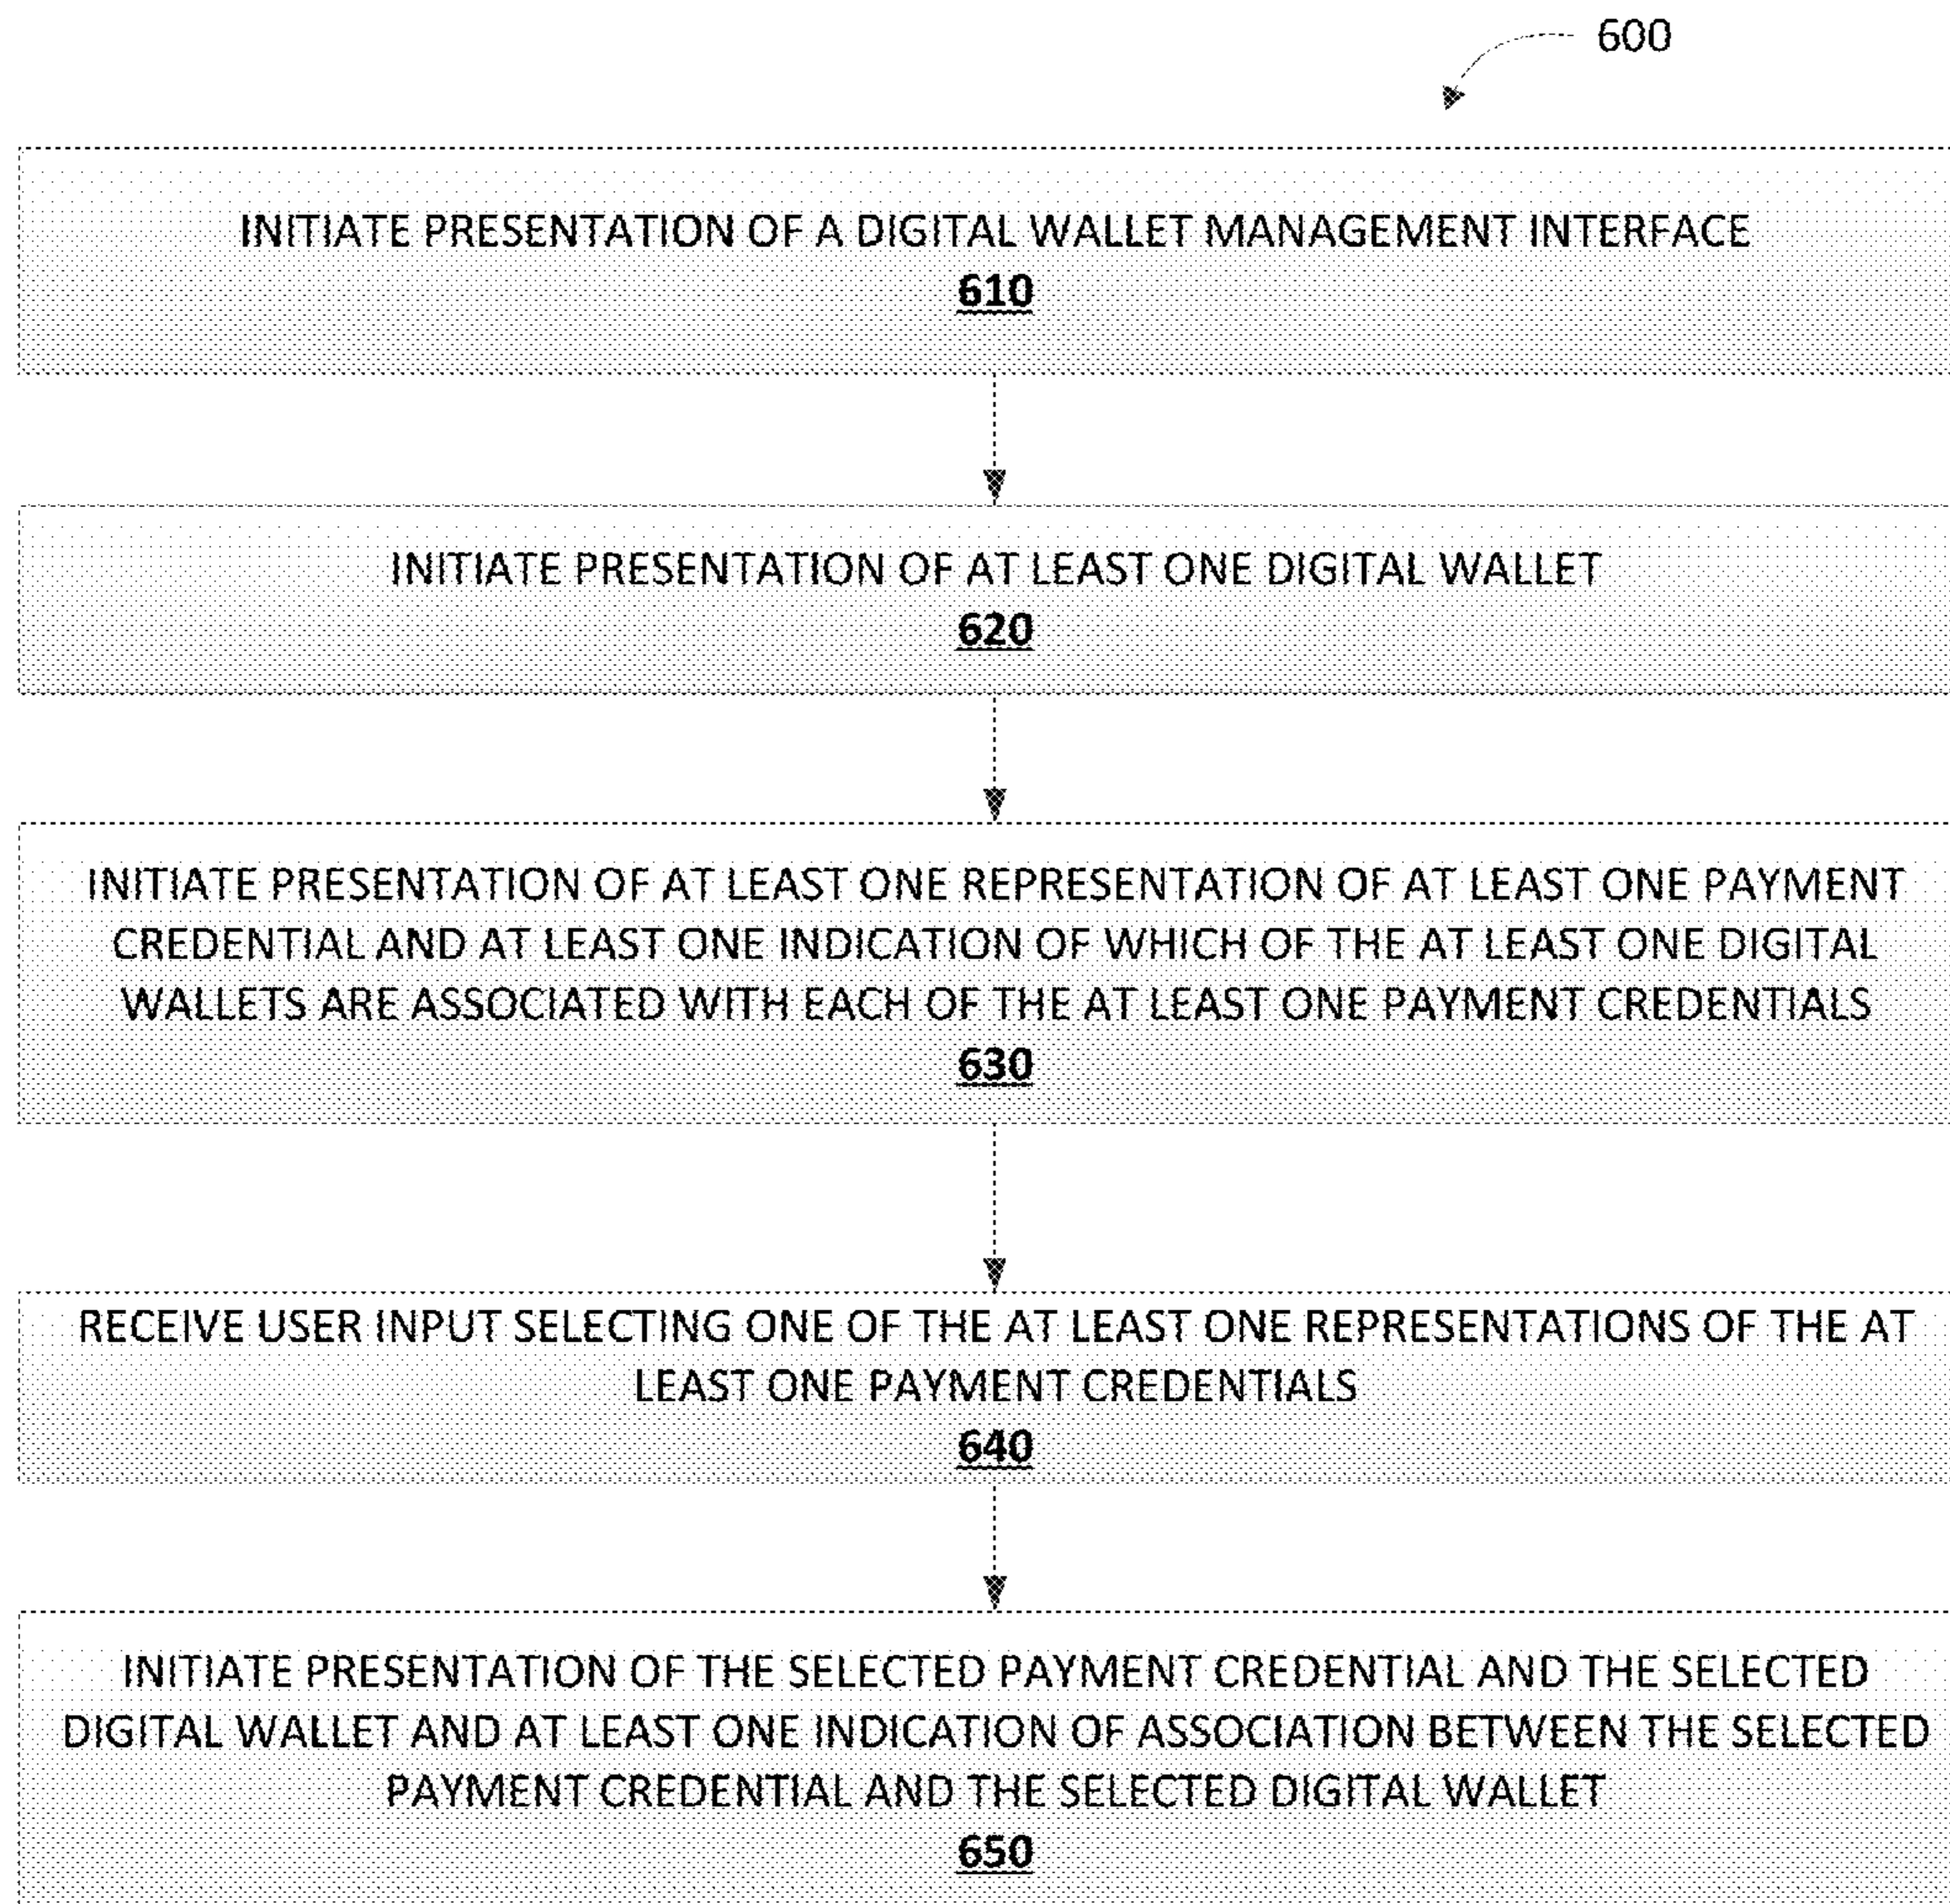 600
INITIATE PRESENTATION OF A DIGITAL WALLET MANAGEMENT INTERFACE
610
INITIATE PRESENTATION OF AT LEAST ONE DIGITAL WALLET
620
INITIATE PRESENTATION OF AT LEAST ONE REPRESENTATION OF AT LEAST ONE PAYMENT
CREDENTIAL AND AT LEAST ONE INDICATION OF WHICH OF THE AT LEAST ONE DIGITAL
WALLETS ARE ASSOCIATED WITH EACH OF THE AT LEAST ONE PAYMENT CREDENTIALS
630
RECEIVE USER INPUT SELECTING ONE OF THE AT LEAST ONE REPRESENTATIONS OF THE AT
LEAST ONE PAYMENT CREDENTIALS
640
INITIATE PRESENTATION OF THE SELECTED PAYMENT CREDENTIAL AND THE SELECTED
DIGITAL WALLET AND AT LEAST ONE INDICATION OF ASSOCIATION BETWEEN THE SELECTED
PAYMENT CREDENTIAL AND THE SELECTED DIGITAL WALLET
650